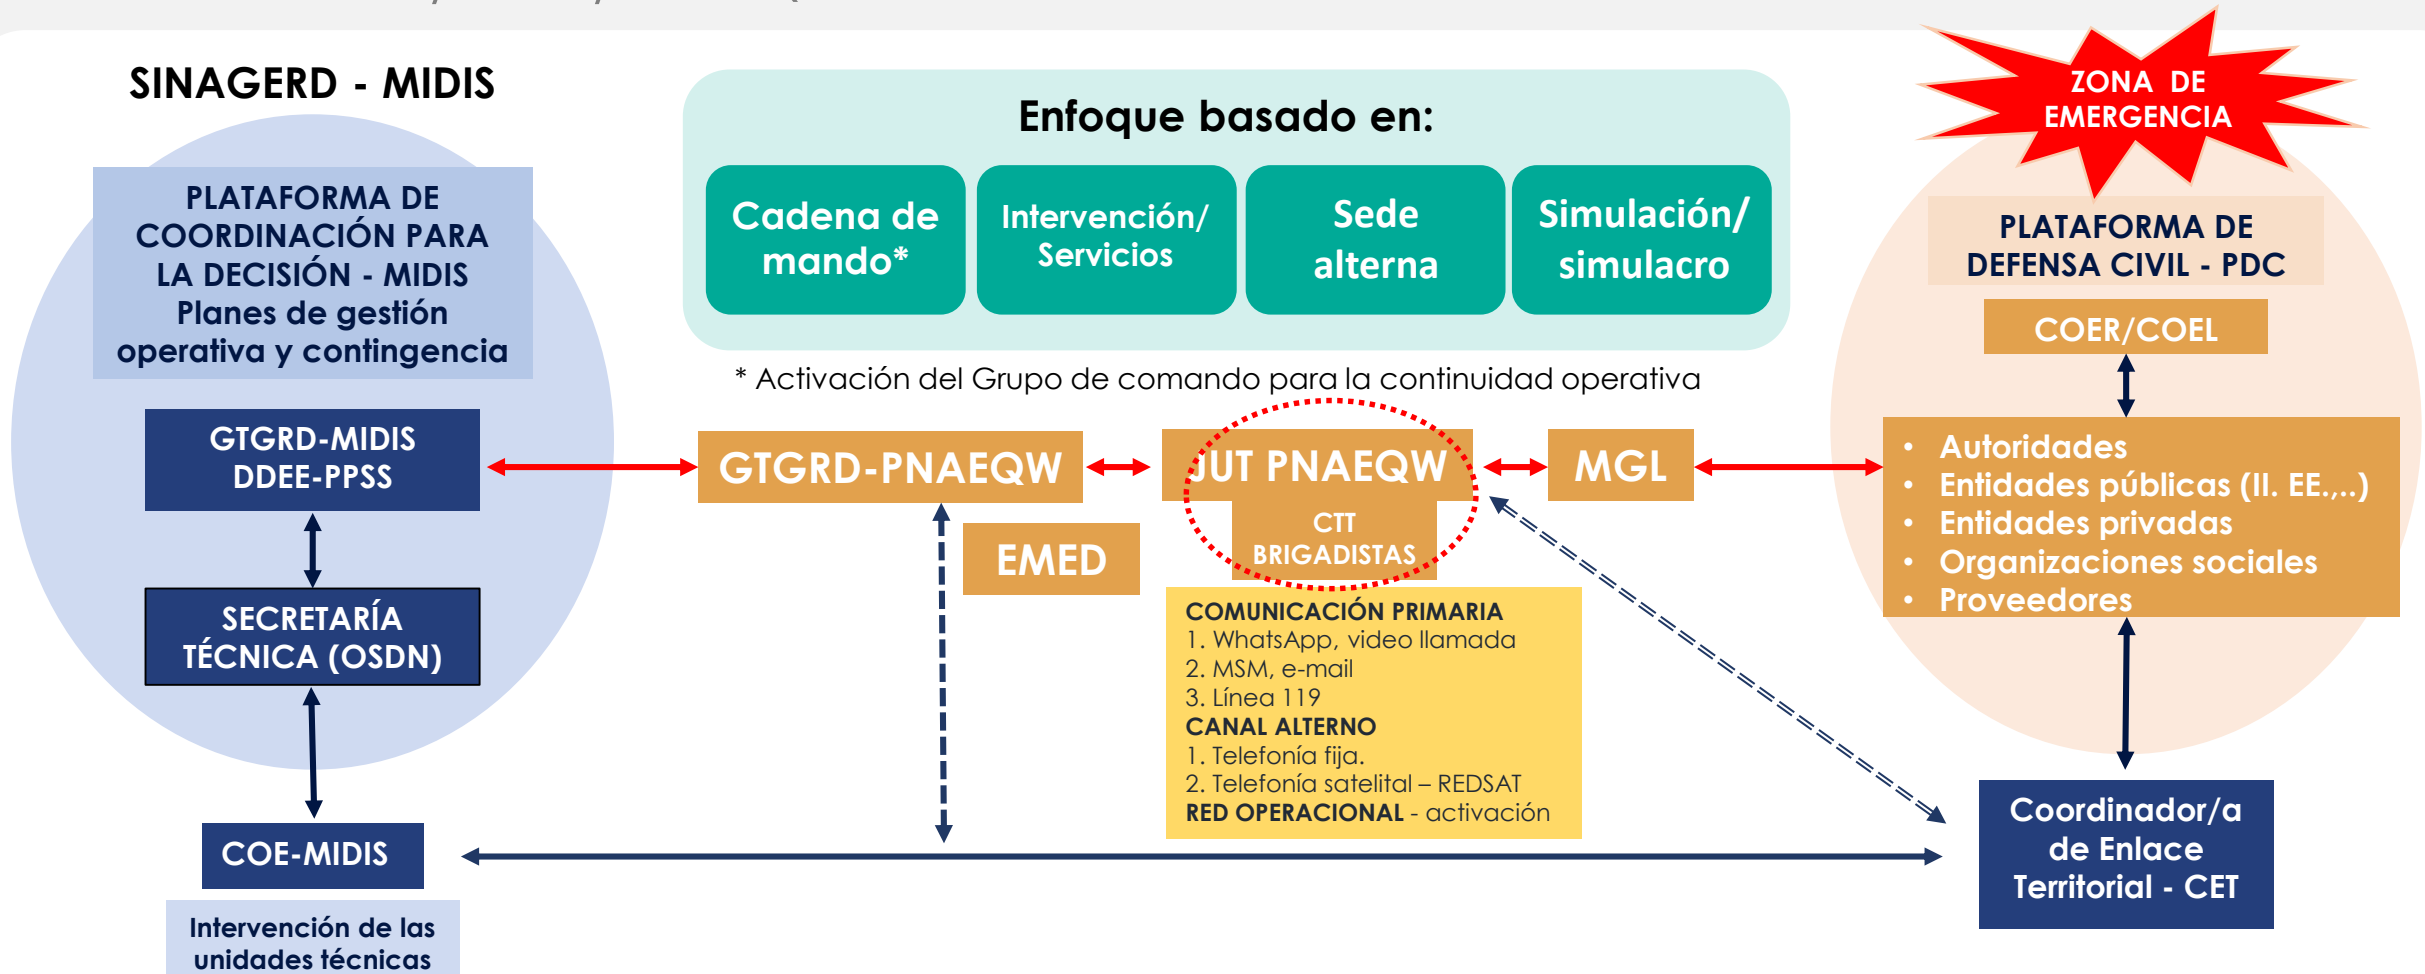 SINAGERD - MIDIS
PLATAFORMA DE
COORDINACIÓN PARA
LA DECISIÓN - MIDIS
Planes de gestión
operativa y contingencia
GTGRD-MIDIS
DDEE-PPSS
SECRETARÍA
TÉCNICA (OSDN)
COE-MIDIS
Intervención de las
unidades técnicas
Enfoque basado en:
Cadena de
mando*
Intervención/
Servicios
Sede
alterna
Simulación/
simulacro
* Activación del Grupo de comando para la continuidad operativa
GTGRD-PNAEQW
EMED
JUT PNAEQW
CTT
BRIGADISTAS
MGL
COMUNICACIÓN PRIMARIA
1. WhatsApp, video llamada
2. MSM, e-mail
3. Línea 119
CANAL ALTERNO
1. Telefonía fija.
2. Telefonía satelital – REDSAT
RED OPERACIONAL - activación
ZONA DE
EMERGENCIA
PLATAFORMA DE
DEFENSA CIVIL - PDC
COER/COEL
• Autoridades
• Entidades públicas (II. EE.,..)
• Entidades privadas
• Organizaciones sociales
• Proveedores
Coordinador/a
de Enlace
Territorial - CET